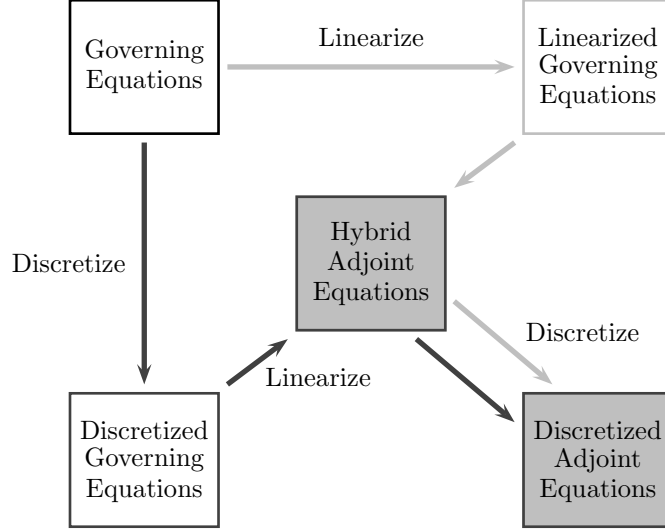 Governing
Equations
Linearize
Linearized
Governing
Equations
Discretize
Hybrid
Adjoint
Equations
Discretize
Linearize
Discretized
Governing
Equations
Discretized
Adjoint
Equations